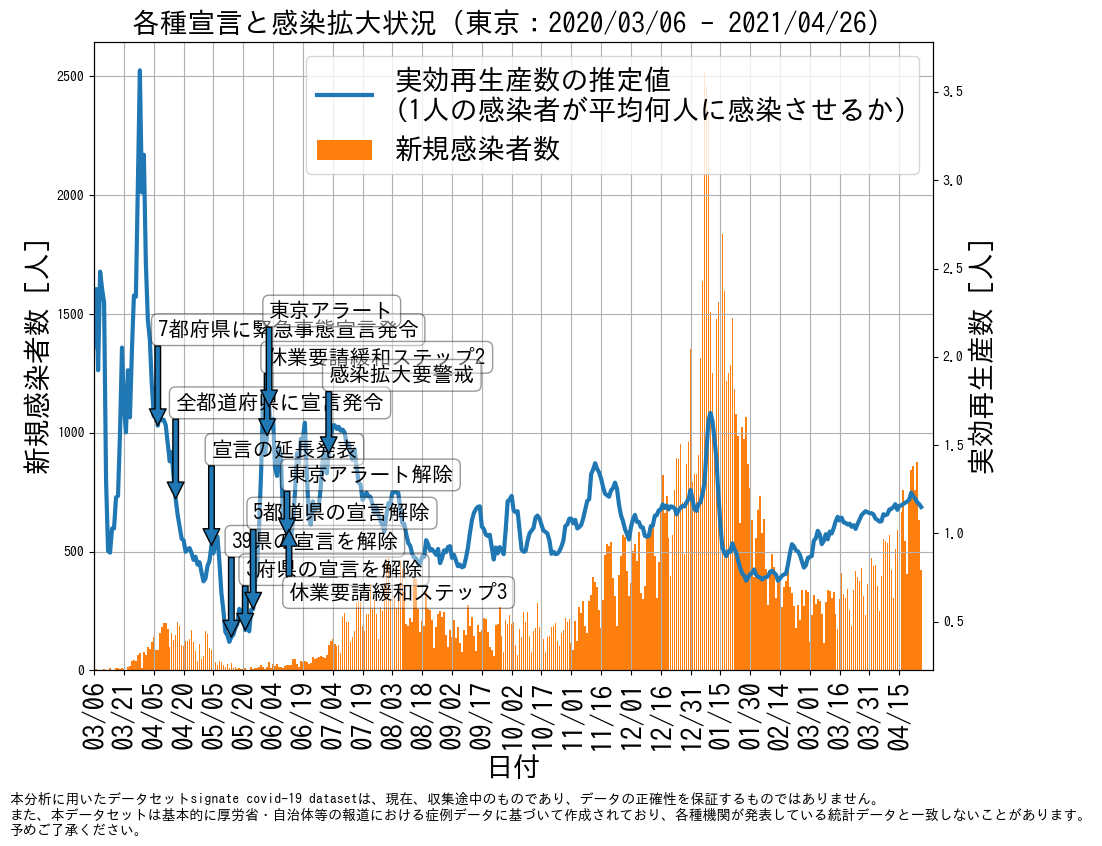 各種宣言と感染拡大状況 (東京：2020/03/06 - 2021/04/26)
実効再生産数の推定値
(1人の感染者が平均何人に感染させるか)
新規感染者数
新規感染者数 [人]
2500
2000
1500
1000
500
0
実効再生産数 [人]
3.5
3.0
2.5
2.0
1.5
1.0
0.5
東京アラート
7都府県に緊急事態宣言発令
休業要請緩和ステップ2
感染拡大要警戒
全都道府県に宣言発令
宣言の延長発表
東京アラート解除
5都道県の宣言解除
39県の宣言を解除
3府県の宣言を解除
休業要請緩和ステップ3
03/06
03/21
04/05
04/20
05/05
05/20
06/04
06/19
07/04
07/19
08/03
08/18
09/02
09/17
10/02
10/17
11/01
11/16
12/01
12/16
12/31
01/15
01/30
02/14
03/01
03/16
03/31
04/15
日付
本分析に用いたデータセットsignate covid-19 datasetは、現在、収集途中のものであり、データの正確性を保証するものではありません。
また、本データセットは基本的に厚労省・自治体等の報道における症例データに基づいて作成されており、各種機関が発表している統計データと一致しないことがあります。
予めご了承ください。